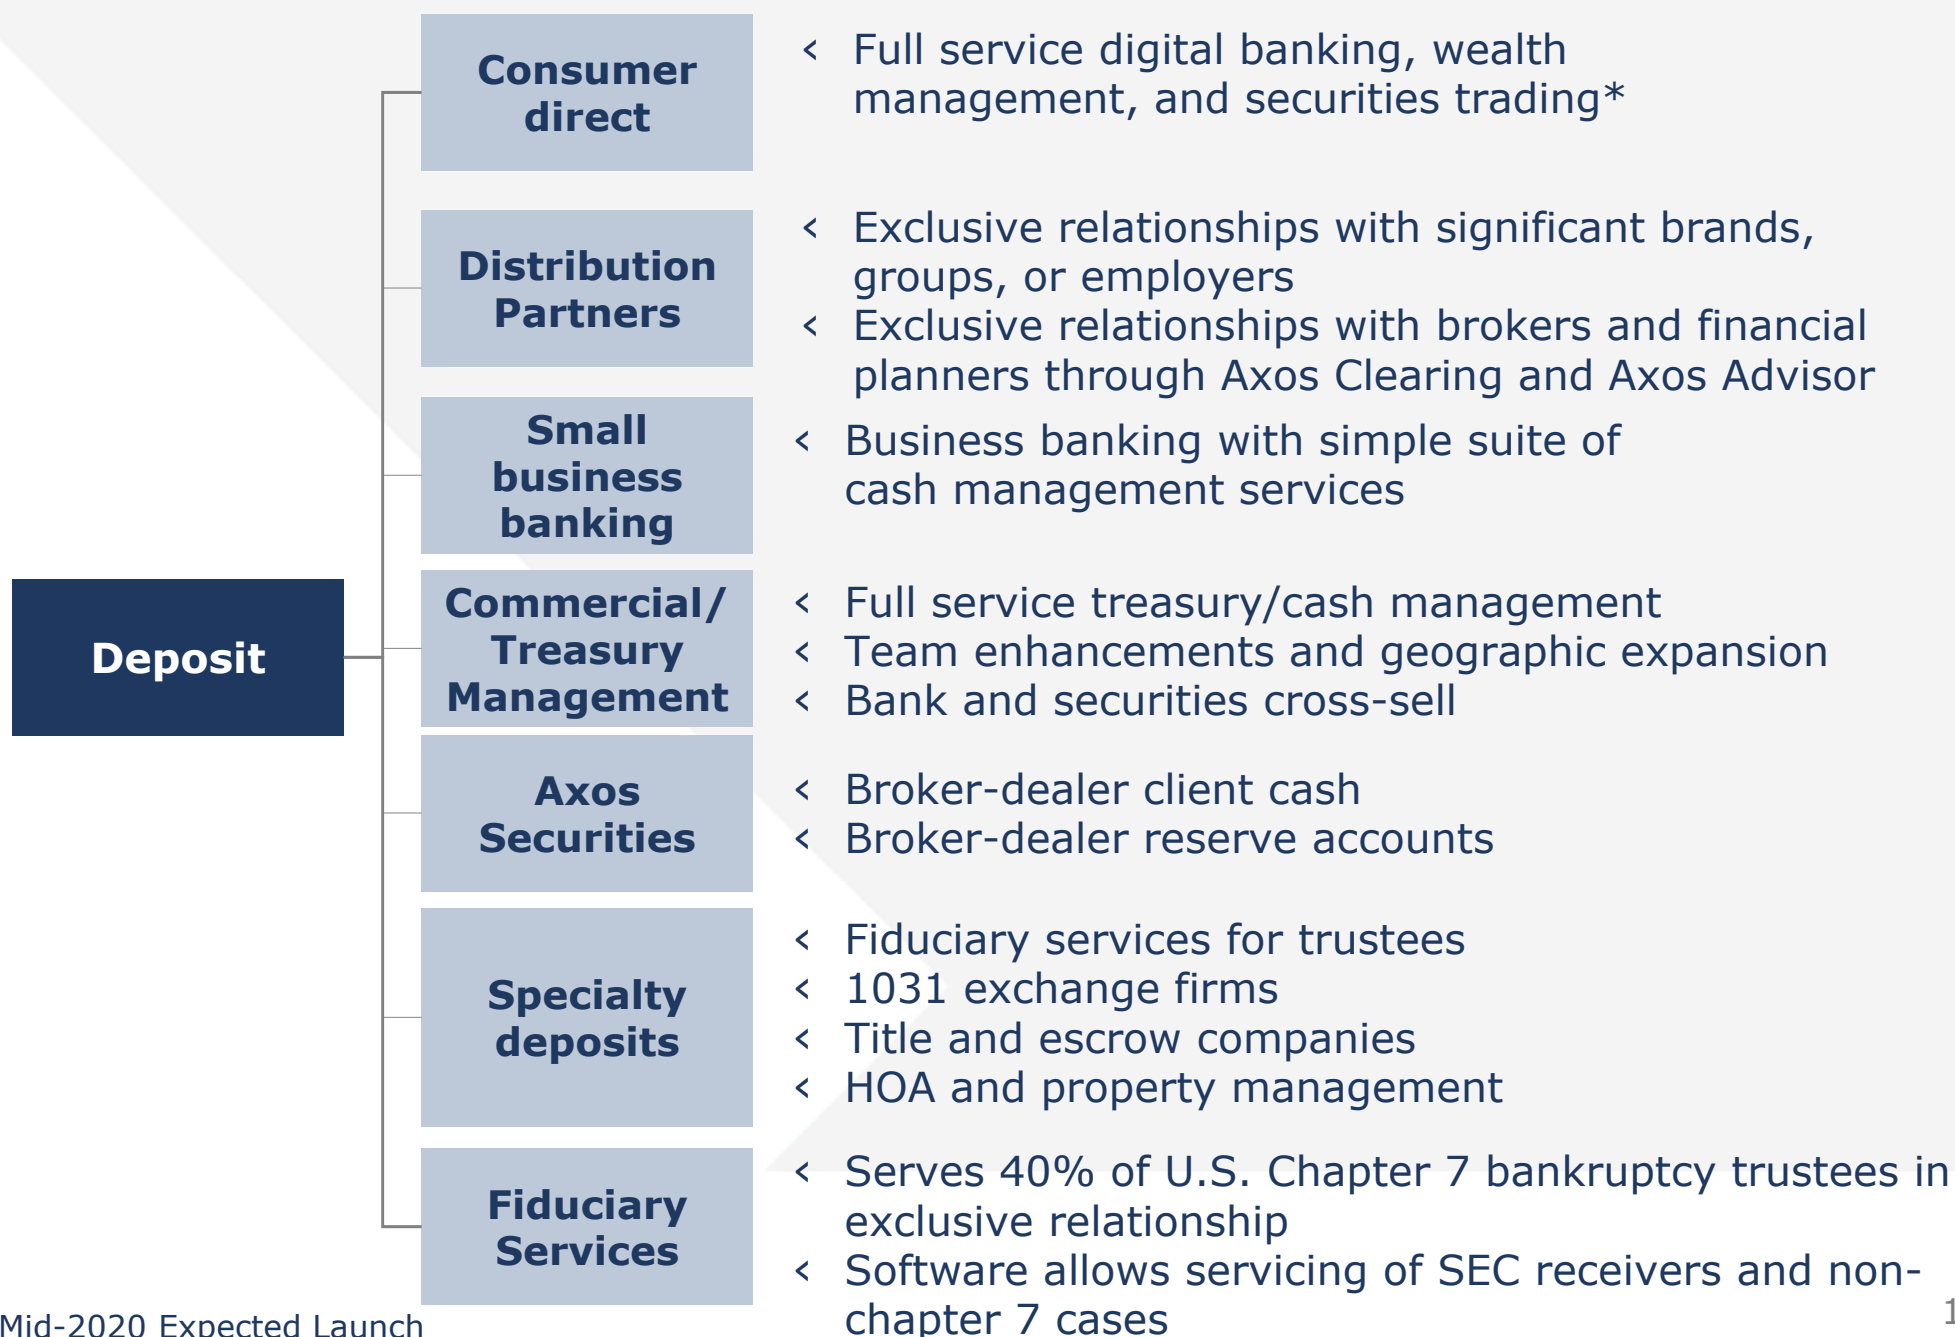 Consumer
direct
‹ Full service digital banking, wealth
management, and securities trading*
Distribution
Partners
‹ Exclusive relationships with significant brands,
groups, or employers
‹ Exclusive relationships with brokers and financial
planners through Axos Clearing and Axos Advisor
Small
business
banking
‹ Business banking with simple suite of
cash management services
Deposit
Commercial/
Treasury
Management
‹ Full service treasury/cash management
‹ Team enhancements and geographic expansion
‹ Bank and securities cross-sell
Axos
Securities
‹ Broker-dealer client cash
‹ Broker-dealer reserve accounts
Specialty
deposits
‹ Fiduciary services for trustees
‹ 1031 exchange firms
‹ Title and escrow companies
‹ HOA and property management
Fiduciary
Services
‹ Serves 40% of U.S. Chapter 7 bankruptcy trustees in
exclusive relationship
‹ Software allows servicing of SEC receivers and non-
chapter 7 cases
Mid-2020 Expected Launch
1